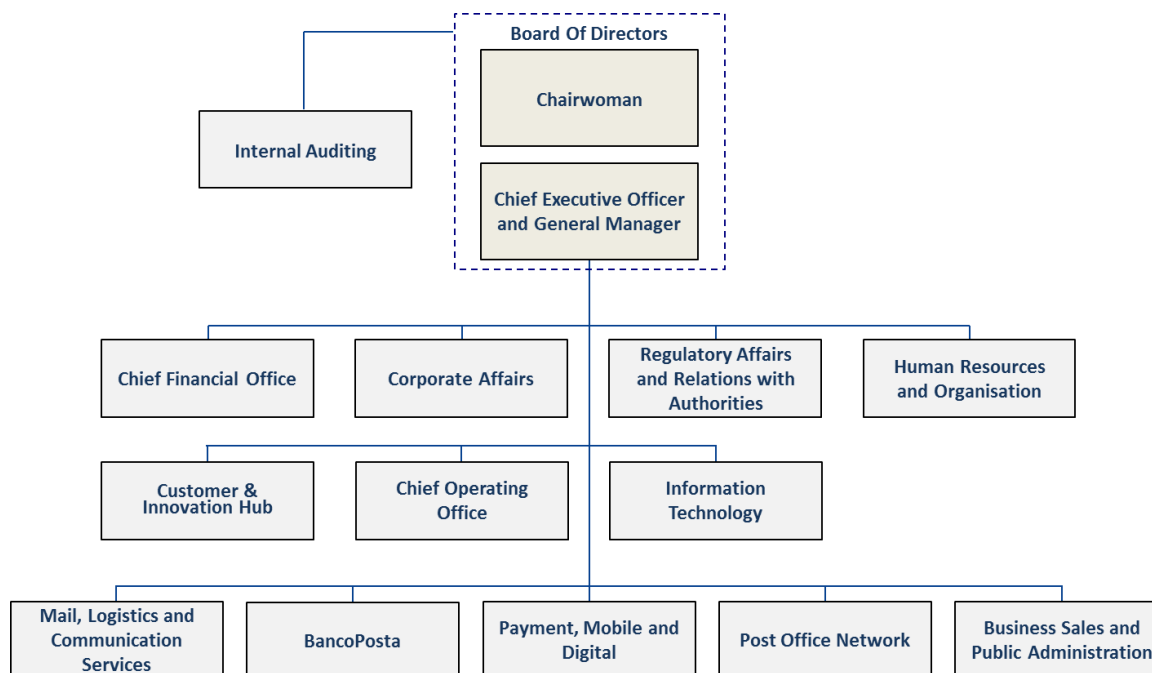 Board Of Directors
Chairwoman
Internal Auditing
Chief Executive Officer
and General Manager
Chief Financial Office
Corporate Affairs
Regulatory Affairs
and Relations with
Authorities
Human Resources
and Organisation
Customer &
Innovation Hub
Chief Operating
Office
Information
Technology
Mail, Logistics and
Communication
Services
BancoPosta
Payment, Mobile and
Digital
Post Office Network
Business Sales and
Public Administration